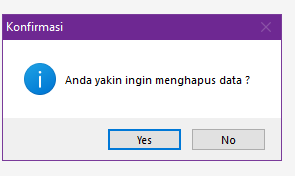 Konfirmasi
Anda yakin ingin menghapus data ?
Yes
No